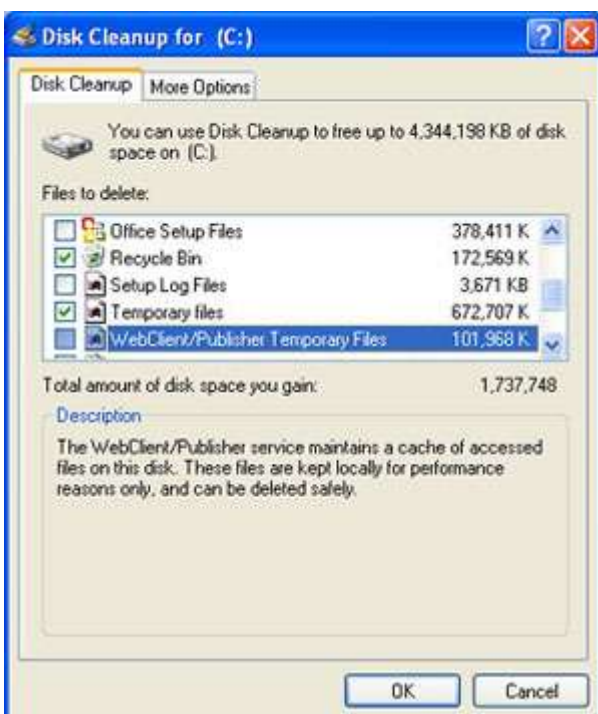 Disk Cleanup for (C:)
Disk Cleanup
More Options
You can use Disk Cleanup to free up to 4,344,198 KB of disk
space on (C:).
Files to delete:
Office Setup Files 378,411 K
Recycle Bin 172,569 K
Setup Log Files 3,671 KB
Temporary files 672,707 K
WebClient/Publisher Temporary Files 101,968 K
Total amount of disk space you gain: 1,737,748
Description
The WebClient/Publisher service maintains a cache of accessed
files on this disk. These files are kept locally for performance
reasons only, and can be deleted safely.
OK Cancel